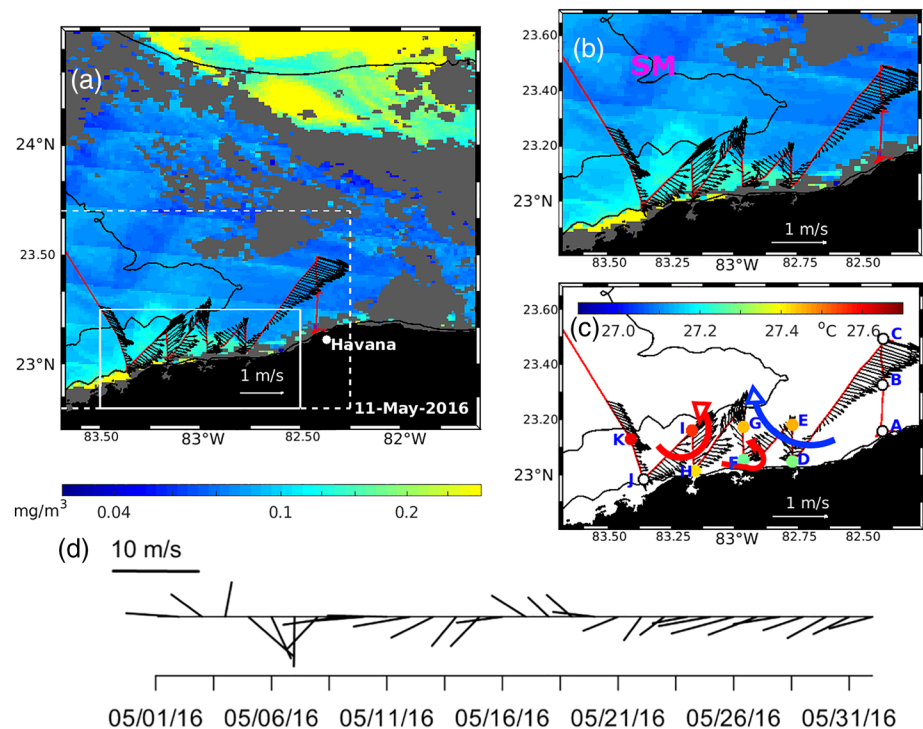 (a)
24°N
23.50
23°N
Havana
1 m/s
11-May-2016
83.50 83°W 82.50 82°W
mg/m³ 0.04 0.1 0.2
(b)
SM
23.60
23.40
23.20
23°N
1 m/s
83.50 83.25 83°W 82.75 82.50
(c)
27.0 27.2 27.4 °C 27.6
23.60
23.40
23.20
23°N
C
B
A
K I G E
J H F D
1 m/s
83.50 83.25 83°W 82.75 82.50
(d)
10 m/s
05/01/16 05/06/16 05/11/16 05/16/16 05/21/16 05/26/16 05/31/16